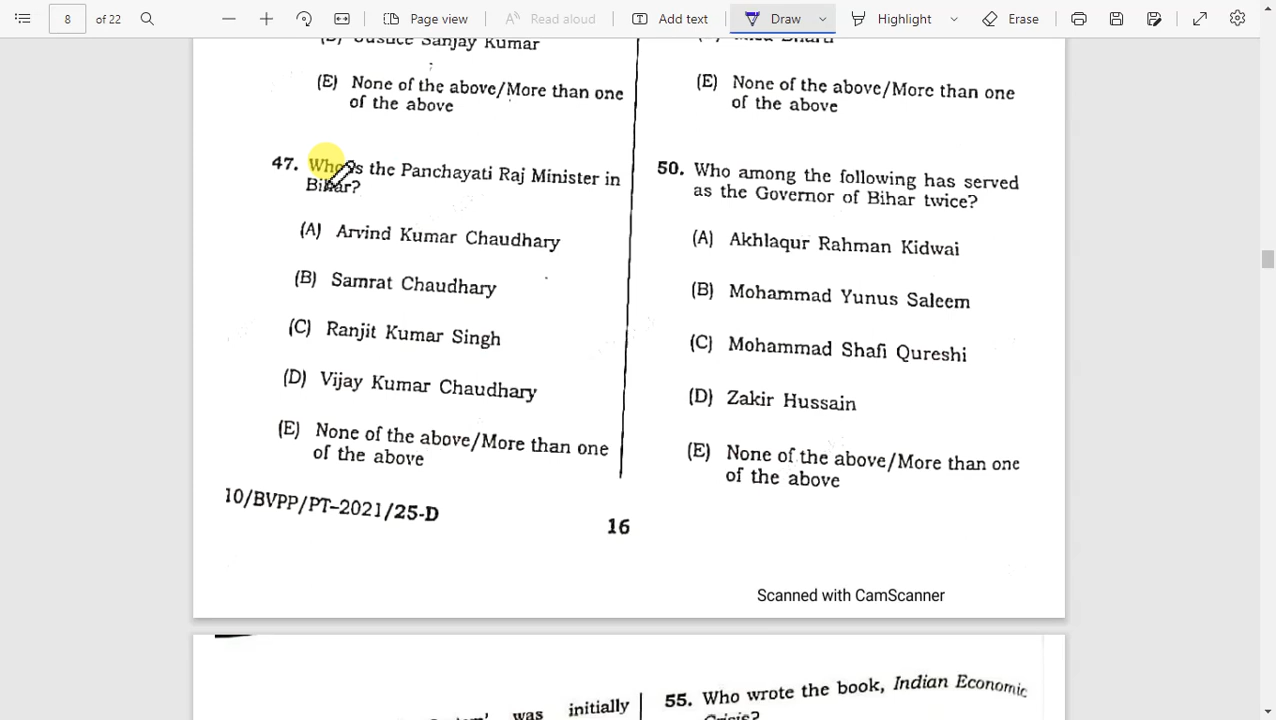 8 of 22 Page view Read aloud Add text Draw Highlight Erase
Justice Sanjay Kumar
(E) None of the above/More than one
of the above
47. Who is the Panchayati Raj Minister in
Bihar?
(A) Arvind Kumar Chaudhary
(B) Samrat Chaudhary
(C) Ranjit Kumar Singh
(D) Vijay Kumar Chaudhary
(E) None of the above/More than one
of the above
10/BVPP/PT–2021/25-D
(E) None of the above/More than one
of the above
50. Who among the following has served
as the Governor of Bihar twice?
(A) Akhlaqur Rahman Kidwai
(B) Mohammad Yunus Saleem
(C) Mohammad Shafi Qureshi
(D) Zakir Hussain
(E) None of the above/More than one
of the above
16
Scanned with CamScanner
was initially
55. Who wrote the book, Indian Economic
Crisis?